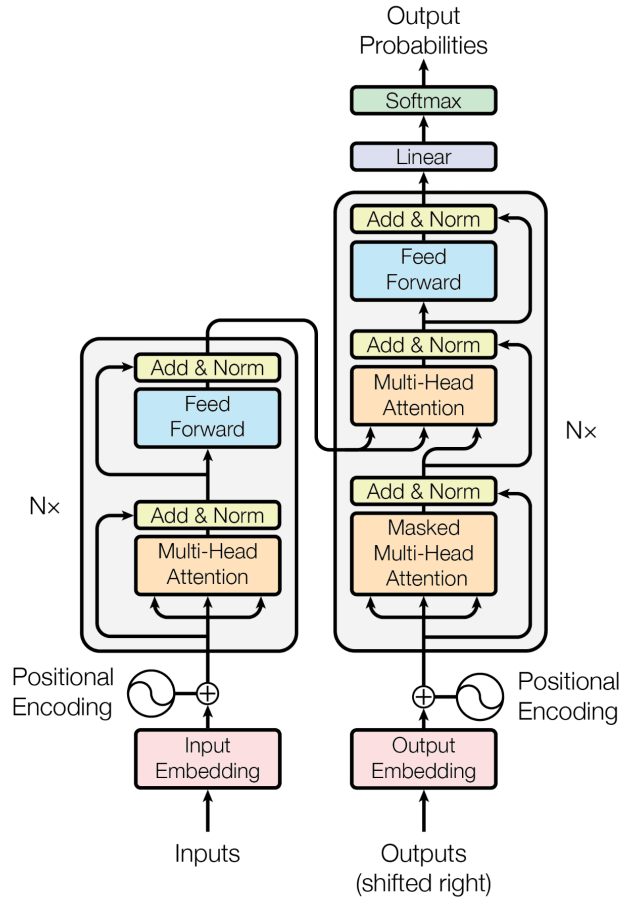 Output
Probabilities
Softmax
Linear
Add & Norm
Feed
Forward
Add & Norm
Multi-Head
Attention
Add & Norm
Masked
Multi-Head
Attention
N×
Add & Norm
Feed
Forward
Add & Norm
Multi-Head
Attention
N×
Positional
Encoding
Positional
Encoding
Input
Embedding
Output
Embedding
Inputs
Outputs
(shifted right)